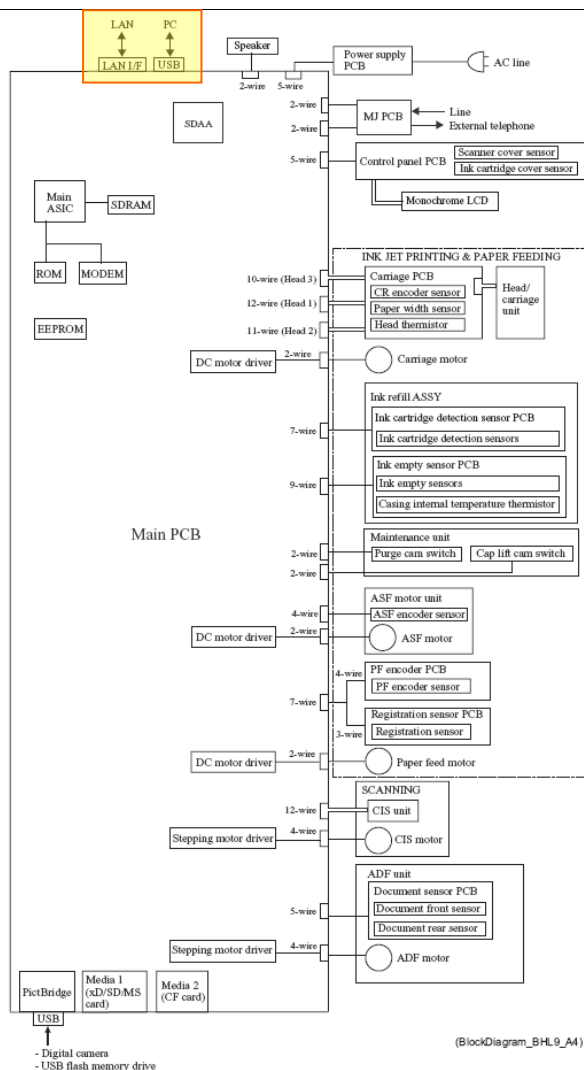 LAN PC
LAN I/F USB
Speaker
Power supply
PCB
AC line
2-wire 5-wire
SDAA
2-wire
2-wire
MJ PCB
Line
External telephone
5-wire
Control panel PCB
Scanner cover sensor
Ink cartridge cover sensor
Monochrome LCD
Main
ASIC
SDRAM
ROM MODEM
EEPROM
INK JET PRINTING & PAPER FEEDING
10-wire (Head 3)
12-wire (Head 1)
11-wire (Head 2)
Carriage PCB
CR encoder sensor
Paper width sensor
Head thermistor
Head/
carriage
unit
DC motor driver
2-wire
Carriage motor
Ink refill ASSY
Ink cartridge detection sensor PCB
7-wire
Ink cartridge detection sensors
Ink empty sensor PCB
9-wire
Ink empty sensors
Casing internal temperature thermistor
Main PCB
Maintenance unit
2-wire
Purge cam switch
Cap lift cam switch
2-wire
ASF motor unit
4-wire
ASF encoder sensor
DC motor driver
2-wire
ASF motor
PF encoder PCB
4-wire
PF encoder sensor
7-wire
Registration sensor PCB
3-wire
Registration sensor
DC motor driver
2-wire
Paper feed motor
SCANNING
12-wire
CIS unit
Stepping motor driver
4-wire
CIS motor
ADF unit
Document sensor PCB
5-wire
Document front sensor
Document rear sensor
Stepping motor driver
4-wire
ADF motor
PictBridge
USB
Media 1
(xD/SD/MS
card)
Media 2
(CF card)
- Digital camera
- USB flash memory drive
(BlockDiagram_BHL9_A4)